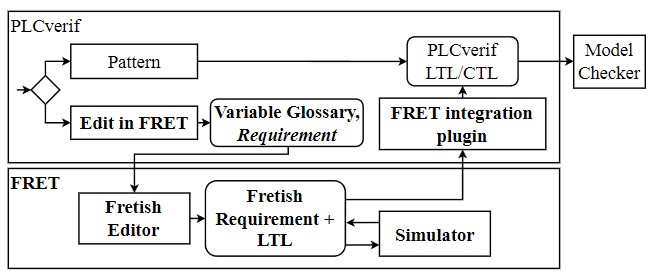 PLCverif
Pattern
PLCverif
LTL/CTL
Model
Checker
Edit in FRET
Variable Glossary,
Requirement
FRET integration
plugin
FRET
Fretish
Editor
Fretish
Requirement +
LTL
Simulator